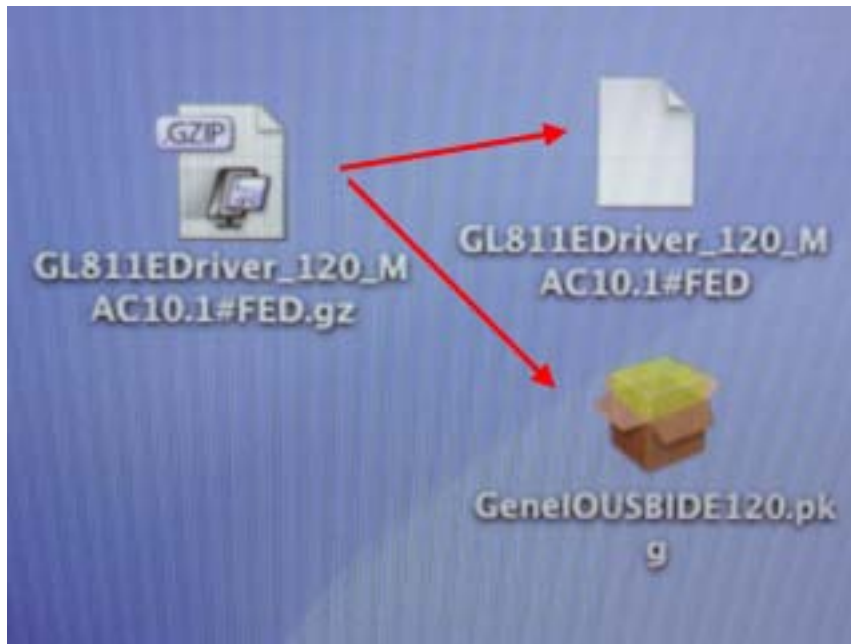 GZIP
GL811EDriver_120_M
AC10.1#FED.gz
GL811EDriver_120_M
AC10.1#FED
GeneIOUSBIDE120.pk
g